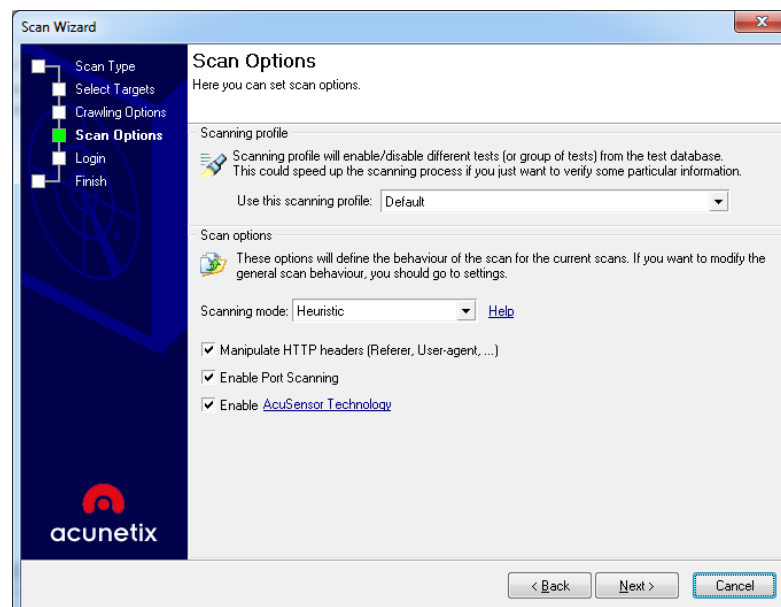 Scan Wizard
Scan Type
Select Targets
Crawling Options
Scan Options
Login
Finish
acunetix
Scan Options
Here you can set scan options.
Scanning profile
Scanning profile will enable/disable different tests (or group of tests) from the test database.
This could speed up the scanning process if you just want to verify some particular information.
Use this scanning profile: Default
Scan options
These options will define the behaviour of the scan for the current scans. If you want to modify the
general scan behaviour, you should go to settings.
Scanning mode: Heuristic Help
Manipulate HTTP headers (Referer, User-agent, ...)
Enable Port Scanning
Enable AcuSensor Technology
< Back Next > Cancel